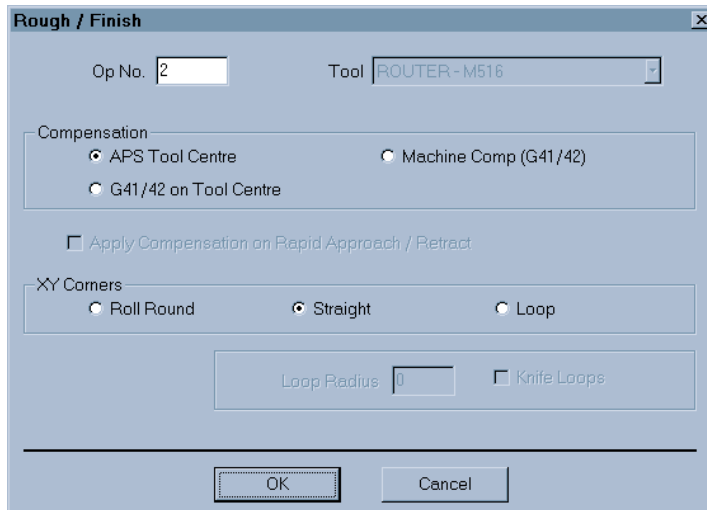 Rough / Finish
Op No. 2 Tool ROUTER - M516
Compensation
APS Tool Centre Machine Comp (G41/42)
G41/42 on Tool Centre
Apply Compensation on Rapid Approach / Retract
XY Corners
Roll Round Straight Loop
Loop Radius 0 Knife Loops
OK Cancel